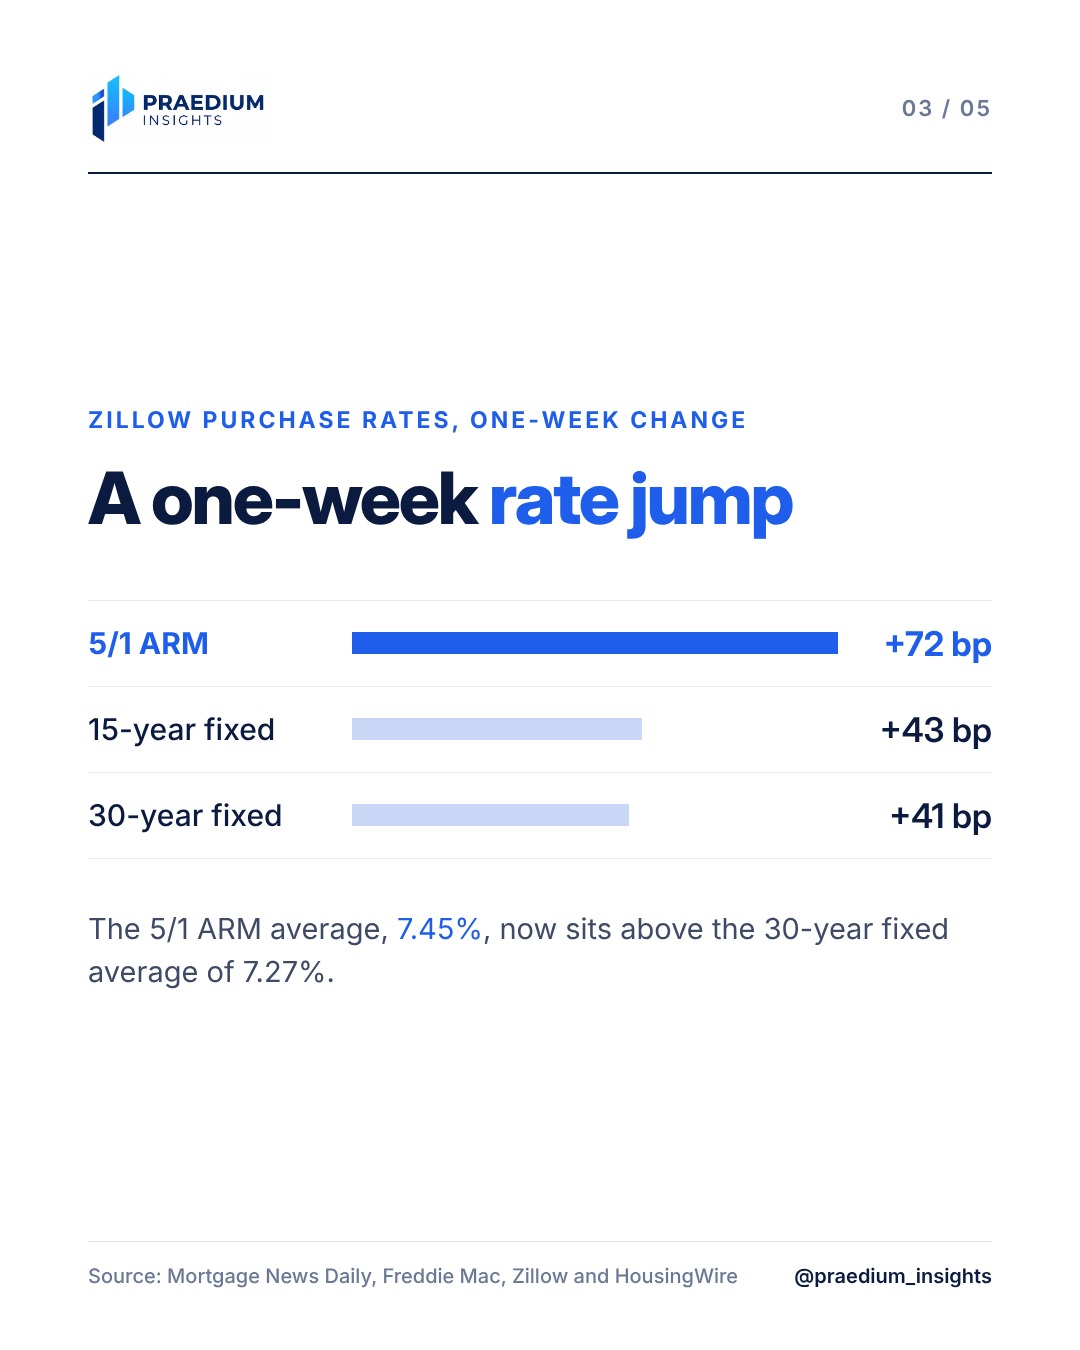 PRAEDIUM
INSIGHTS
03 / 05
ZILLOW PURCHASE RATES, ONE-WEEK CHANGE
A one-week rate jump
5/1 ARM +72 bp
15-year fixed +43 bp
30-year fixed +41 bp
The 5/1 ARM average, 7.45%, now sits above the 30-year fixed
average of 7.27%.
Source: Mortgage News Daily, Freddie Mac, Zillow and HousingWire @praedium_insights